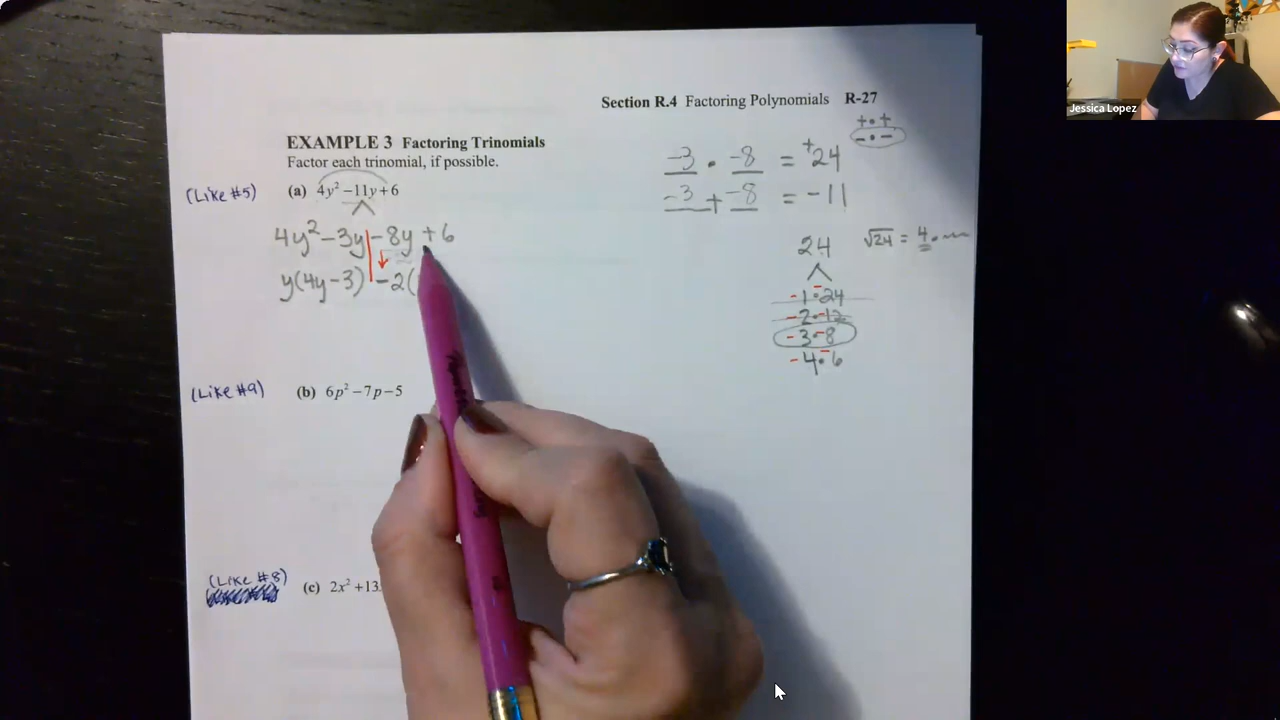 Jessica Lopez
Section R.4 Factoring Polynomials R-27
+•+
-•-
EXAMPLE 3 Factoring Trinomials
Factor each trinomial, if possible.
-3 • -8 = +24
(Like #5) (a) 4y² −11y+6
-3 + -8 = -11
4y² -3y -8y +6
24 √24 = 4.
y(4y-3) -2(
-1•-24
-2•-12
-3•-8
-4•-6
(Like #9) (b) 6p² −7p−5
(Like #8)
(c) 2x² +13